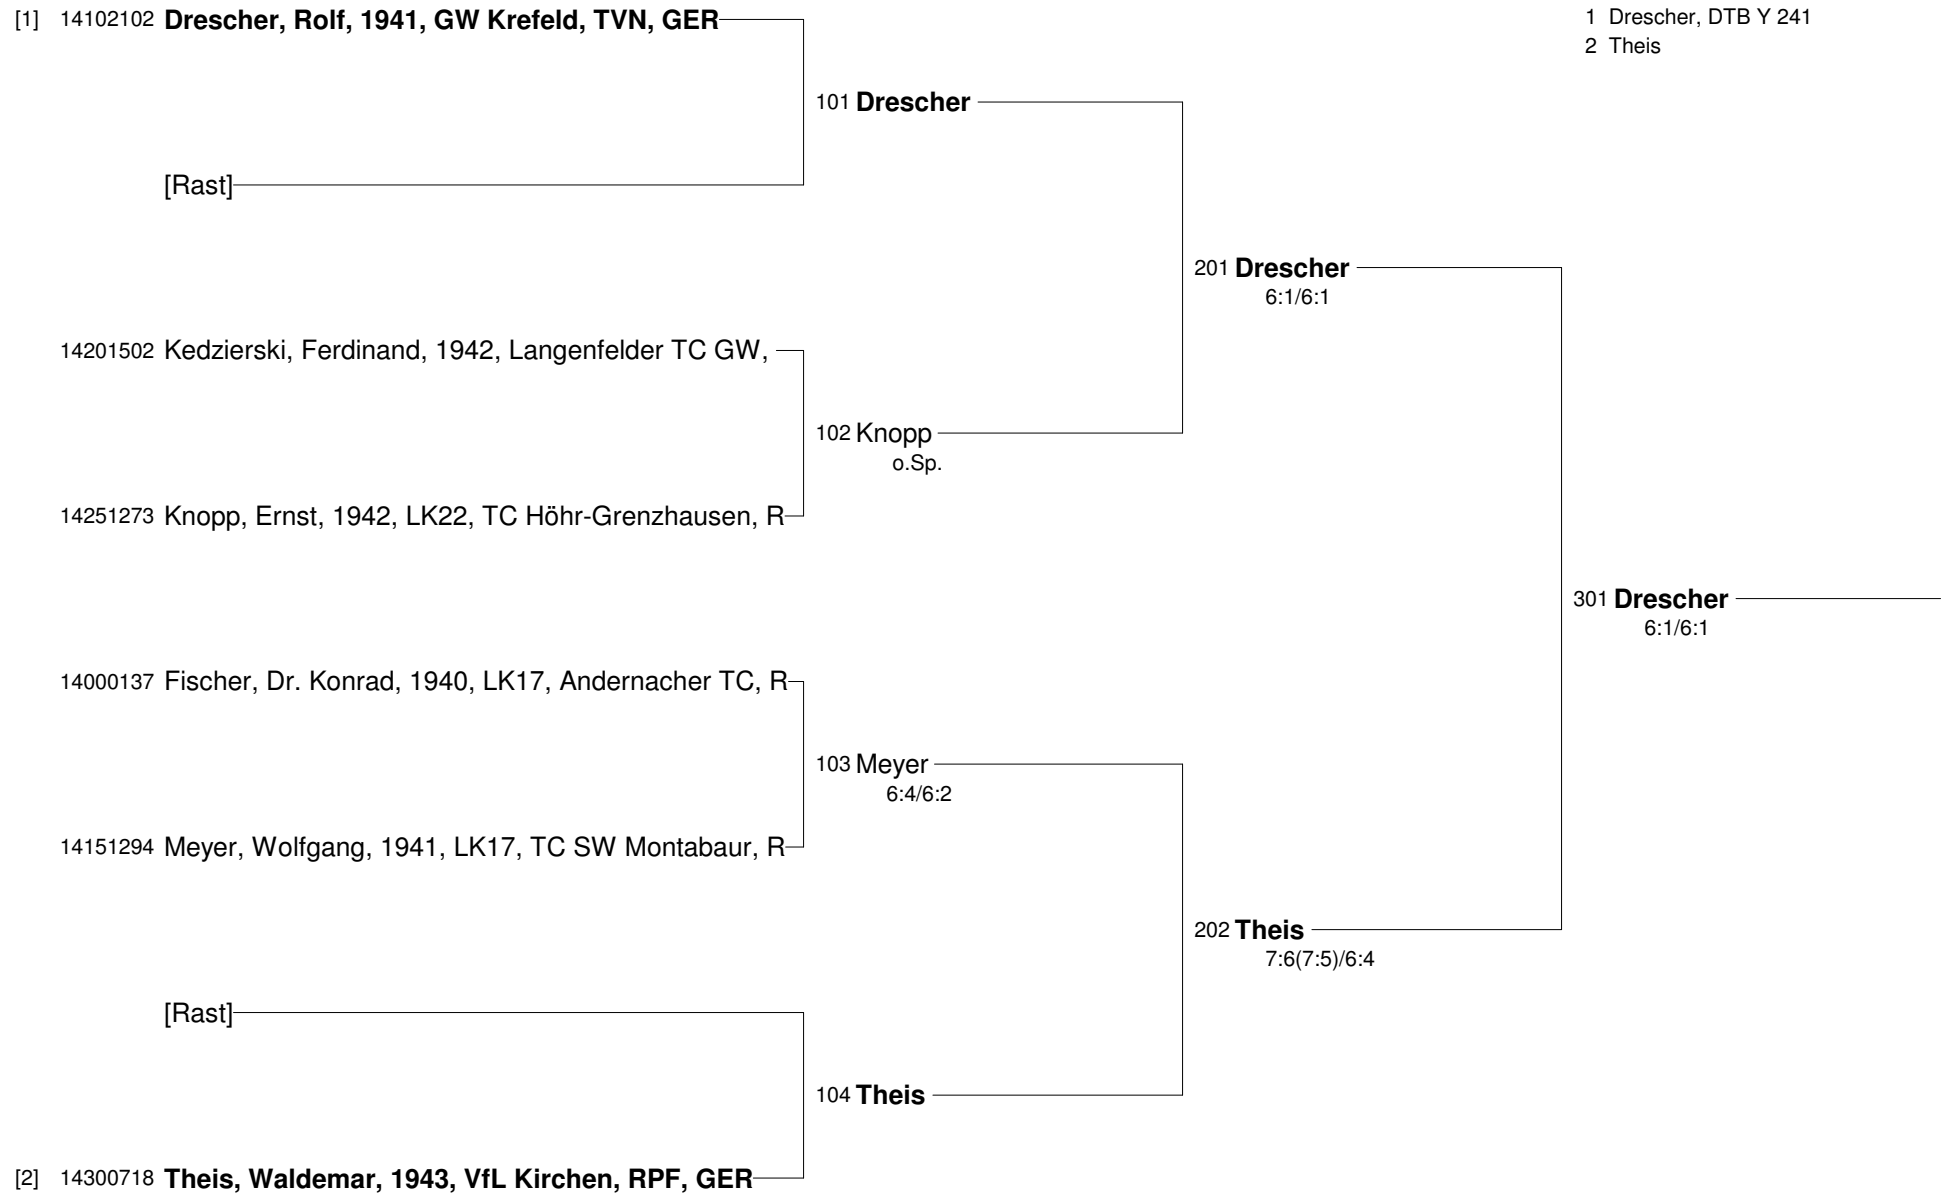 [1] 14102102 Drescher, Rolf, 1941, GW Krefeld, TVN, GER
1 Drescher, DTB Y 241
2 Theis
101 Drescher
[Rast]
201 Drescher
6:1/6:1
14201502 Kedzierski, Ferdinand, 1942, Langenfelder TC GW,
102 Knopp
o.Sp.
14251273 Knopp, Ernst, 1942, LK22, TC Höhr-Grenzhausen, R
301 Drescher
6:1/6:1
14000137 Fischer, Dr. Konrad, 1940, LK17, Andernacher TC, R
103 Meyer
6:4/6:2
14151294 Meyer, Wolfgang, 1941, LK17, TC SW Montabaur, R
202 Theis
7:6(7:5)/6:4
[Rast]
104 Theis
[2] 14300718 Theis, Waldemar, 1943, VfL Kirchen, RPF, GER